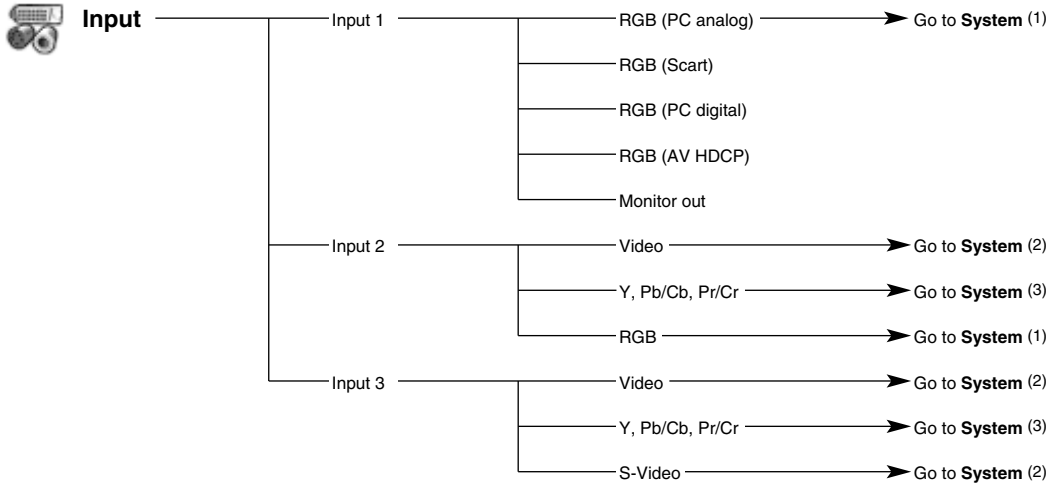 Input Input 1 RGB (PC analog) Go to System (1)
RGB (Scart)
RGB (PC digital)
RGB (AV HDCP)
Monitor out
Input 2 Video Go to System (2)
Y, Pb/Cb, Pr/Cr Go to System (3)
RGB Go to System (1)
Input 3 Video Go to System (2)
Y, Pb/Cb, Pr/Cr Go to System (3)
S-Video Go to System (2)